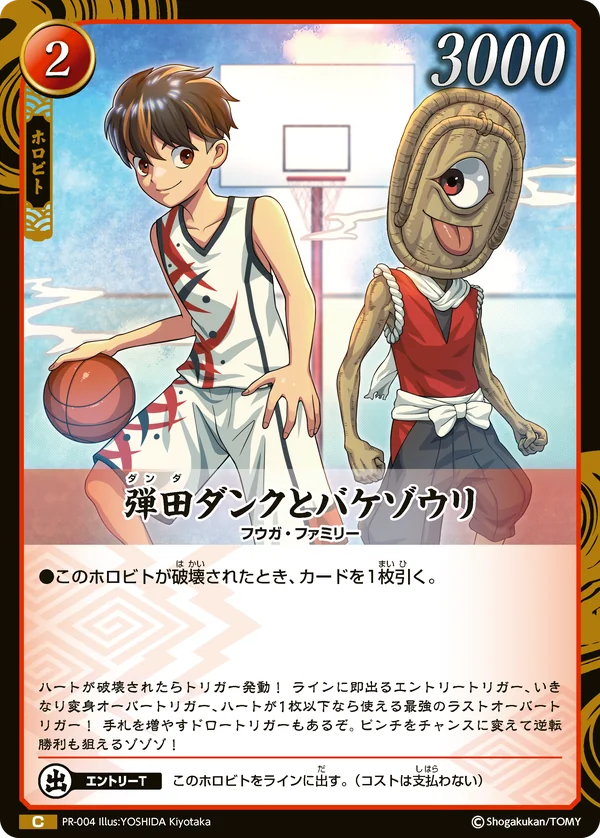 2
3000
ホロビト
ダンダ
弾田ダンクとバケゾウリ
フウガ・ファミリー
はかい まいひ
●このホロビトが破壊されたとき、カードを1枚引く。
ハートが破壊されたらトリガー発動! ラインに即出るエントリートリガー、いき
なり変身オーバートリガー、ハートが1枚以下なら使える最強のラストオーバート
リガー! 手札を増やすドロートリガーもあるぞ。ピンチをチャンスに変えて逆転
勝利も狙えるゾゾゾ!
だ しはら
出 エントリーT このホロビトをラインに出す。(コストは支払わない)
C PR-004 Illus:YOSHIDA Kiyotaka ©Shogakukan/TOMY